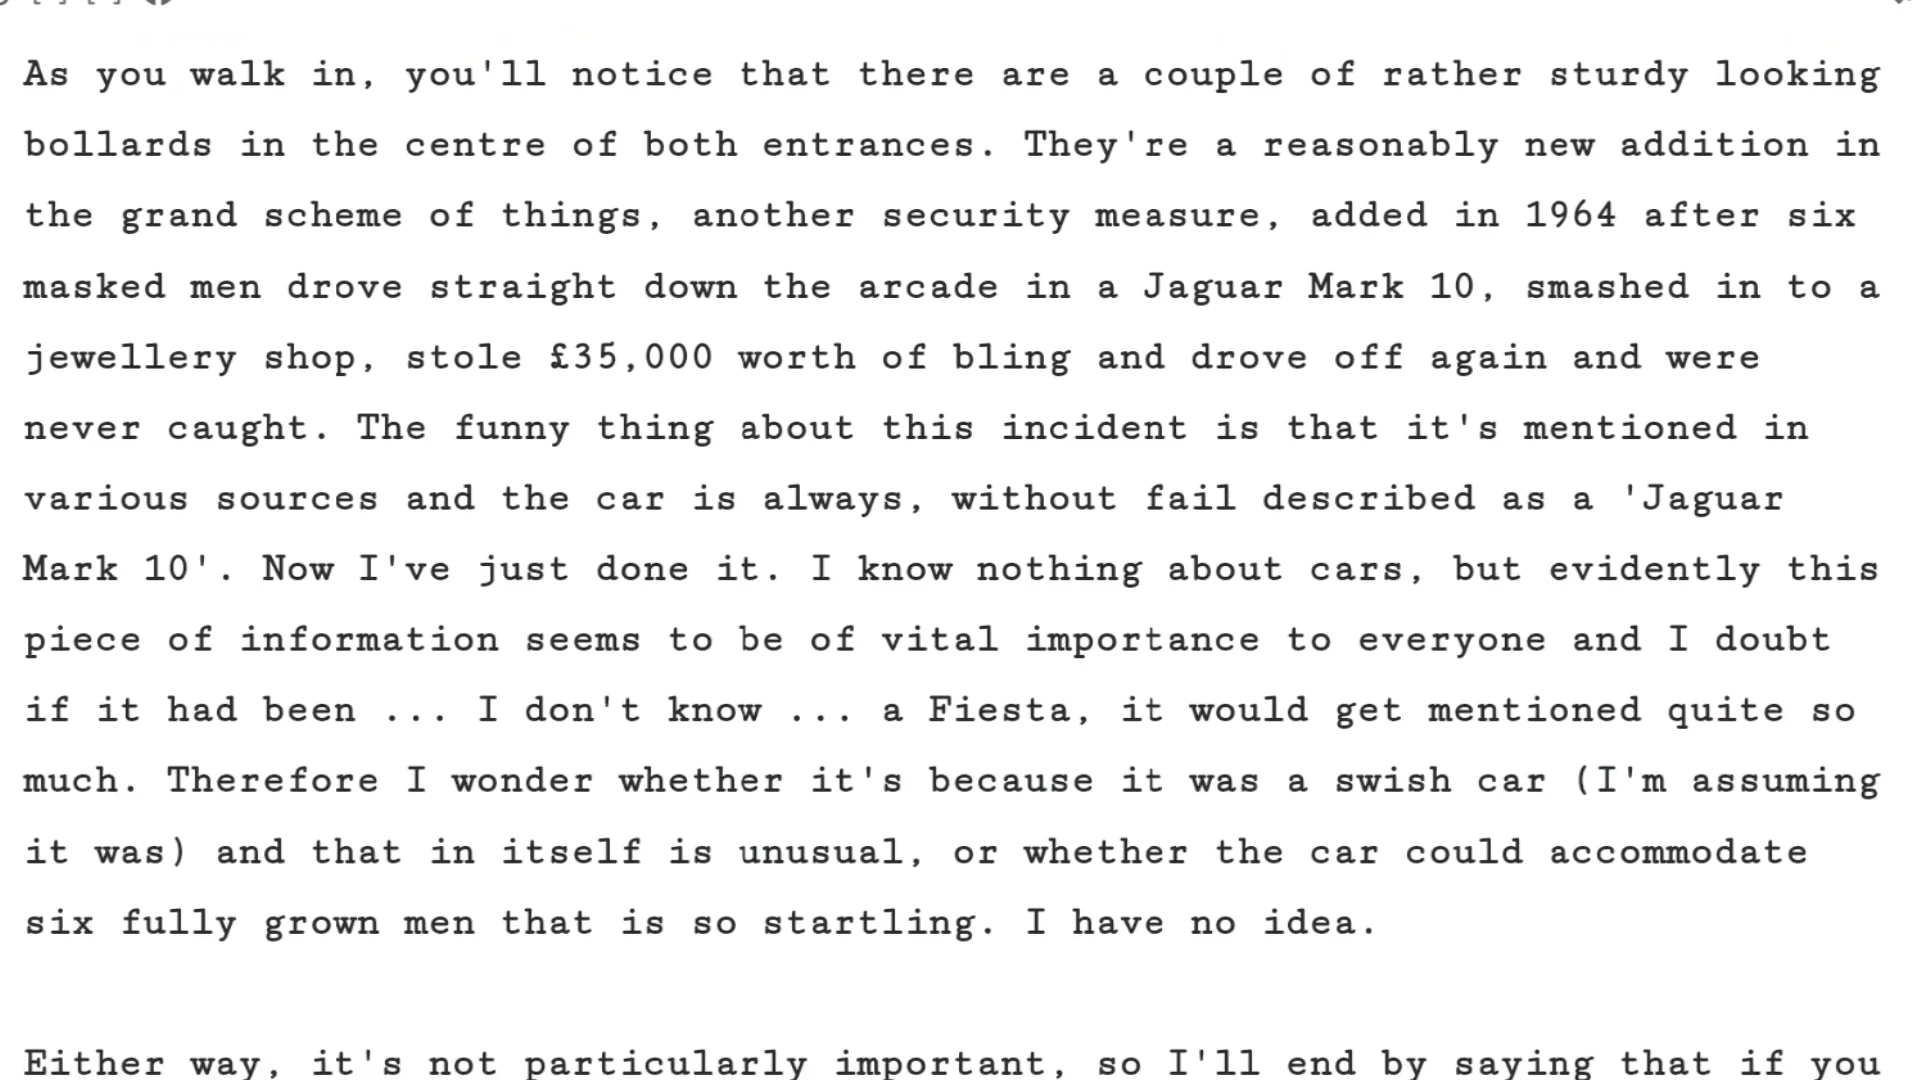 As you walk in, you'll notice that there are a couple of rather sturdy looking
bollards in the centre of both entrances. They're a reasonably new addition in
the grand scheme of things, another security measure, added in 1964 after six
masked men drove straight down the arcade in a Jaguar Mark 10, smashed in to a
jewellery shop, stole £35,000 worth of bling and drove off again and were
never caught. The funny thing about this incident is that it's mentioned in
various sources and the car is always, without fail described as a 'Jaguar
Mark 10'. Now I've just done it. I know nothing about cars, but evidently this
piece of information seems to be of vital importance to everyone and I doubt
if it had been ... I don't know ... a Fiesta, it would get mentioned quite so
much. Therefore I wonder whether it's because it was a swish car (I'm assuming
it was) and that in itself is unusual, or whether the car could accommodate
six fully grown men that is so startling. I have no idea.
Either way, it's not particularly important, so I'll end by saying that if you